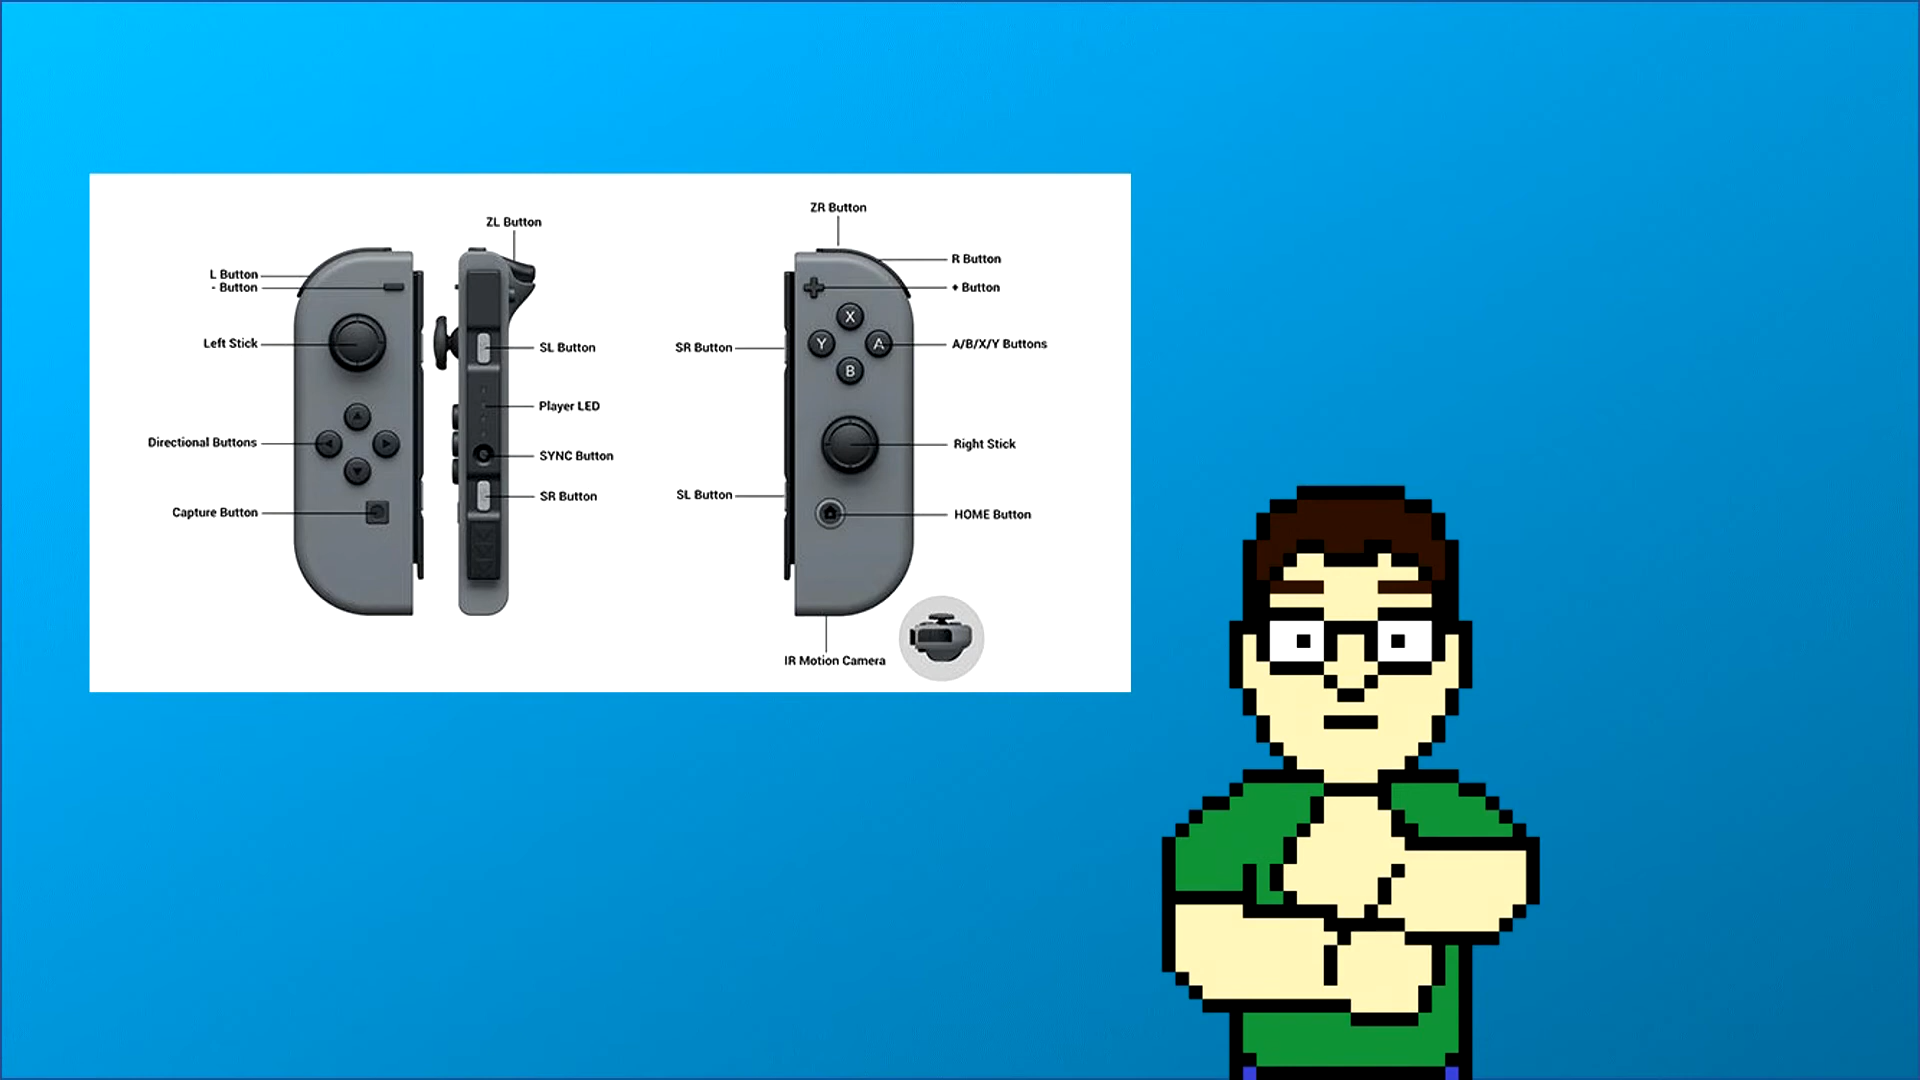 ZL Button
L Button
- Button
Left Stick
SL Button
Player LED
Directional Buttons
SYNC Button
SR Button
Capture Button
ZR Button
R Button
+ Button
X
Y
A
B
SR Button
A/B/X/Y Buttons
Right Stick
SL Button
HOME Button
IR Motion Camera